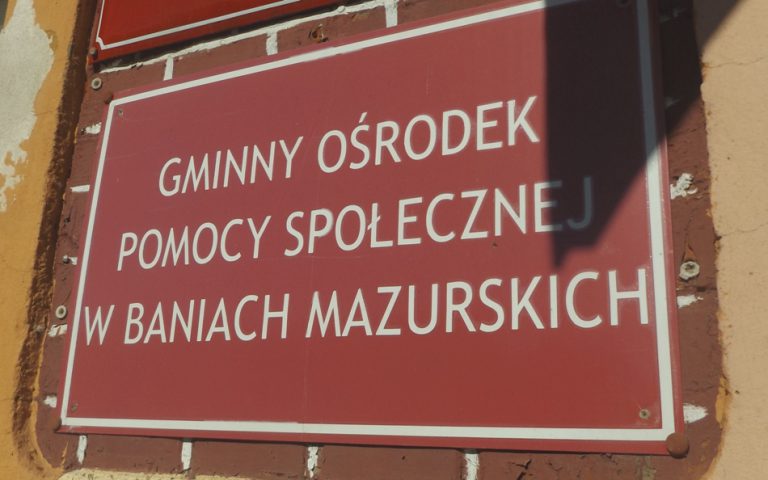 GMINNY OŚRODEK
POMOCY SPOŁECZNEJ
W BANIACH MAZURSKICH